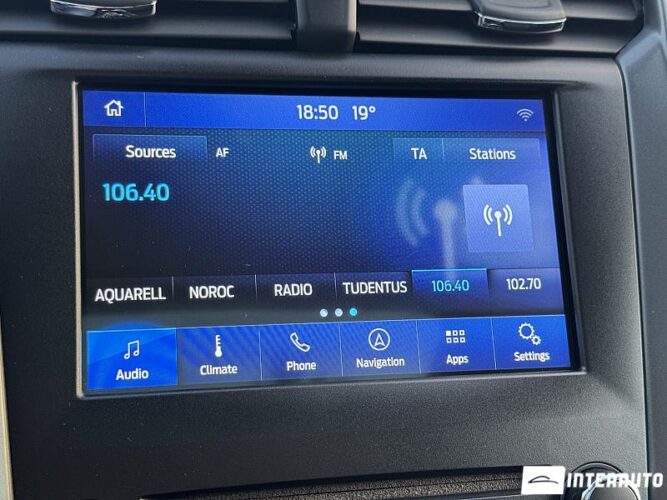 18:50 19°
Sources AF FM TA Stations
106.40
AQUARELL NOROC RADIO TUDENTUS 106.40 102.70
Audio Climate Phone Navigation Apps Settings
INTERAUTO